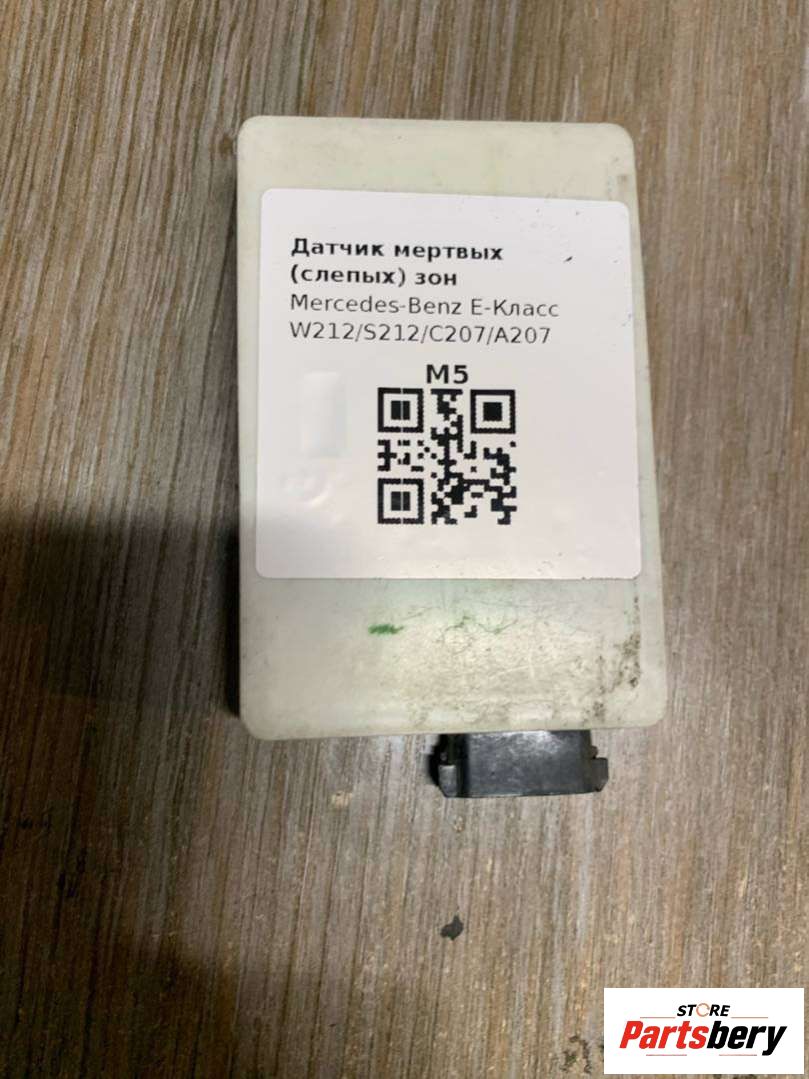 Датчик мертвых
(слепых) зон
Mercedes-Benz Е-Класс
W212/S212/C207/A207
M5
STORE
Partsbery